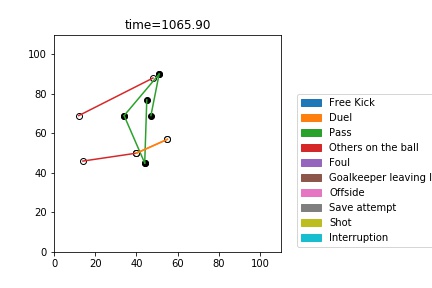 time=1065.90
100
80
60
40
20
0
0 20 40 60 80 100
Free Kick
Duel
Pass
Others on the ball
Foul
Goalkeeper leaving l
Offside
Save attempt
Shot
Interruption